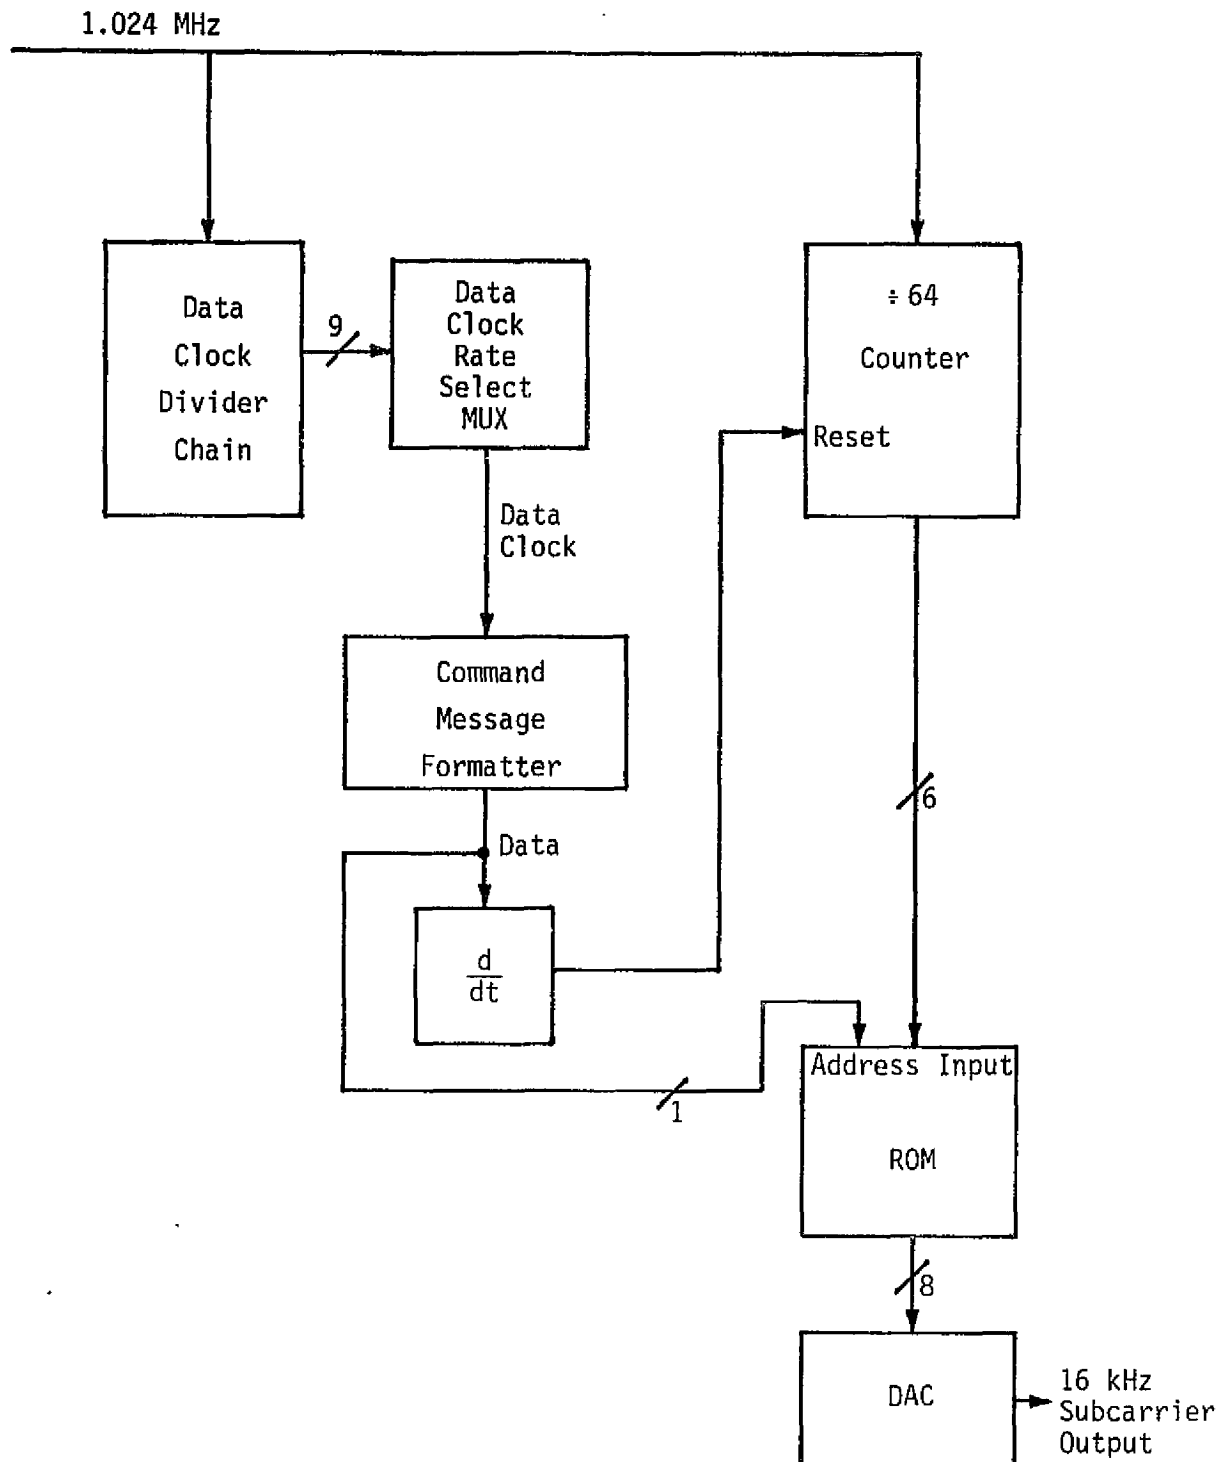 1.024 MHz
Data
Clock
Divider
Chain
9
Data
Clock
Rate
Select
MUX
÷ 64
Counter
Reset
Data
Clock
Command
Message
Formatter
6
Data
d
dt
Address Input
1
ROM
8
DAC
16 kHz
Subcarrier
Output